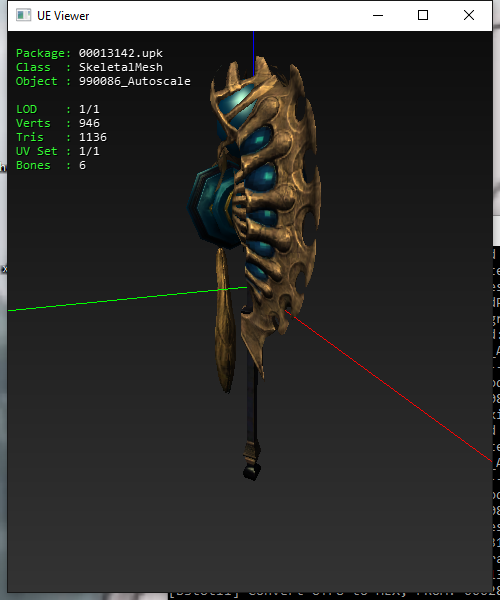 UE Viewer
Package: 00013142.upk
Class : SkeletalMesh
Object : 990086_Autoscale
LOD : 1/1
Verts : 946
Tris : 1136
UV Set : 1/1
Bones : 6